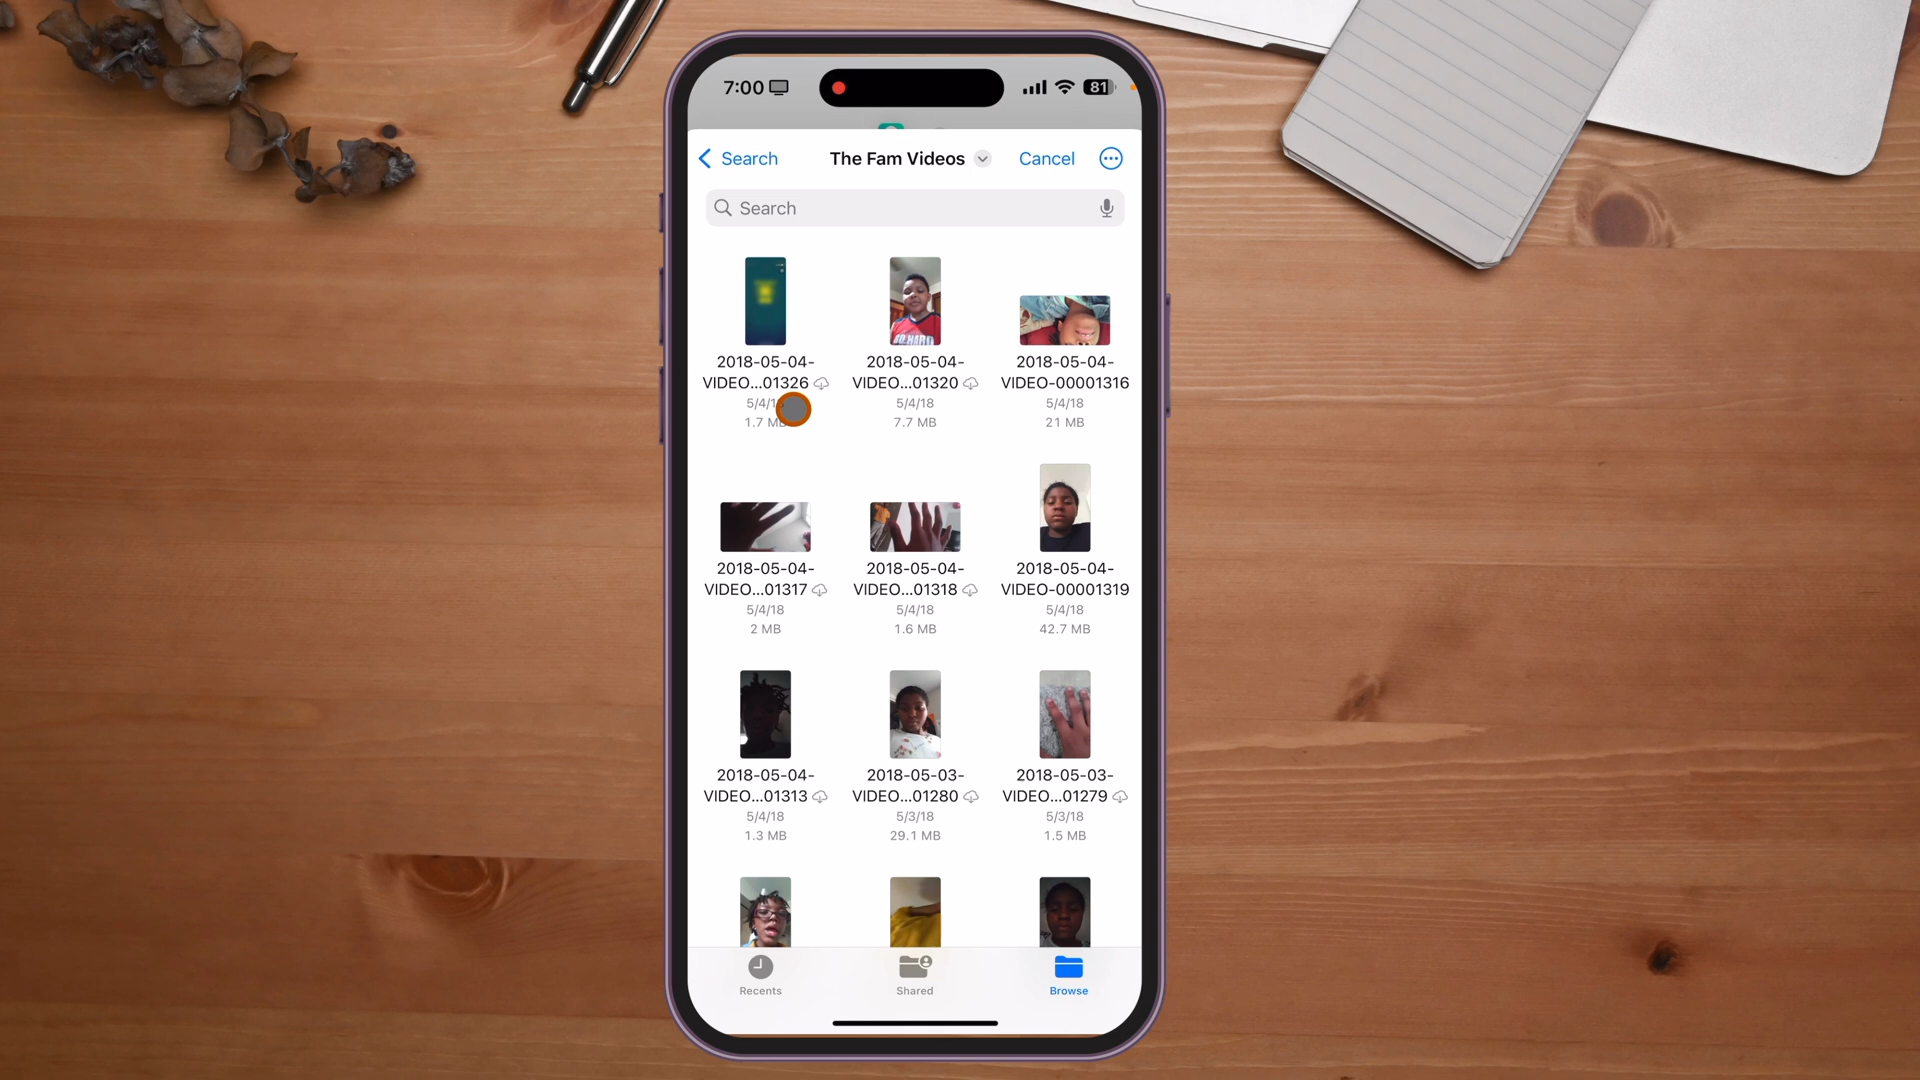 7:00
81
Search
The Fam Videos
Cancel
Search
2018-05-04-
VIDEO...01326
5/4/1
1.7 MB
2018-05-04-
VIDEO...01320
5/4/18
7.7 MB
2018-05-04-
VIDEO-00001316
5/4/18
21 MB
2018-05-04-
VIDEO...01317
5/4/18
2 MB
2018-05-04-
VIDEO...01318
5/4/18
1.6 MB
2018-05-04-
VIDEO-00001319
5/4/18
42.7 MB
2018-05-04-
VIDEO...01313
5/4/18
1.3 MB
2018-05-03-
VIDEO...01280
5/3/18
29.1 MB
2018-05-03-
VIDEO...01279
5/3/18
1.5 MB
Recents
Shared
Browse